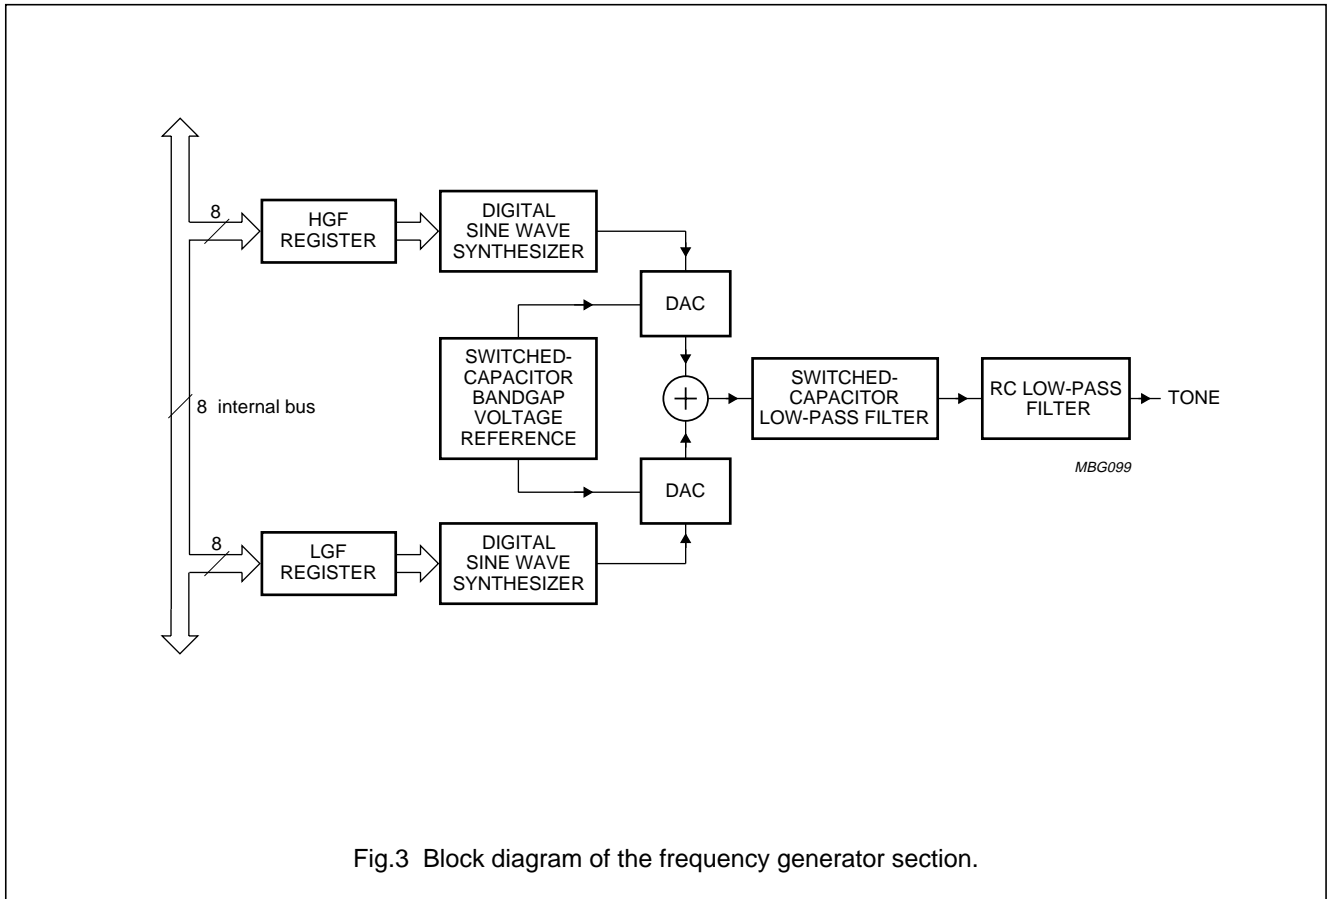 8
HGF
REGISTER
DIGITAL
SINE WAVE
SYNTHESIZER
DAC
SWITCHED-
CAPACITOR
BANDGAP
VOLTAGE
REFERENCE
+
SWITCHED-
CAPACITOR
LOW-PASS FILTER
RC LOW-PASS
FILTER
TONE
8 internal bus
MBG099
DAC
8
LGF
REGISTER
DIGITAL
SINE WAVE
SYNTHESIZER
Fig.3 Block diagram of the frequency generator section.